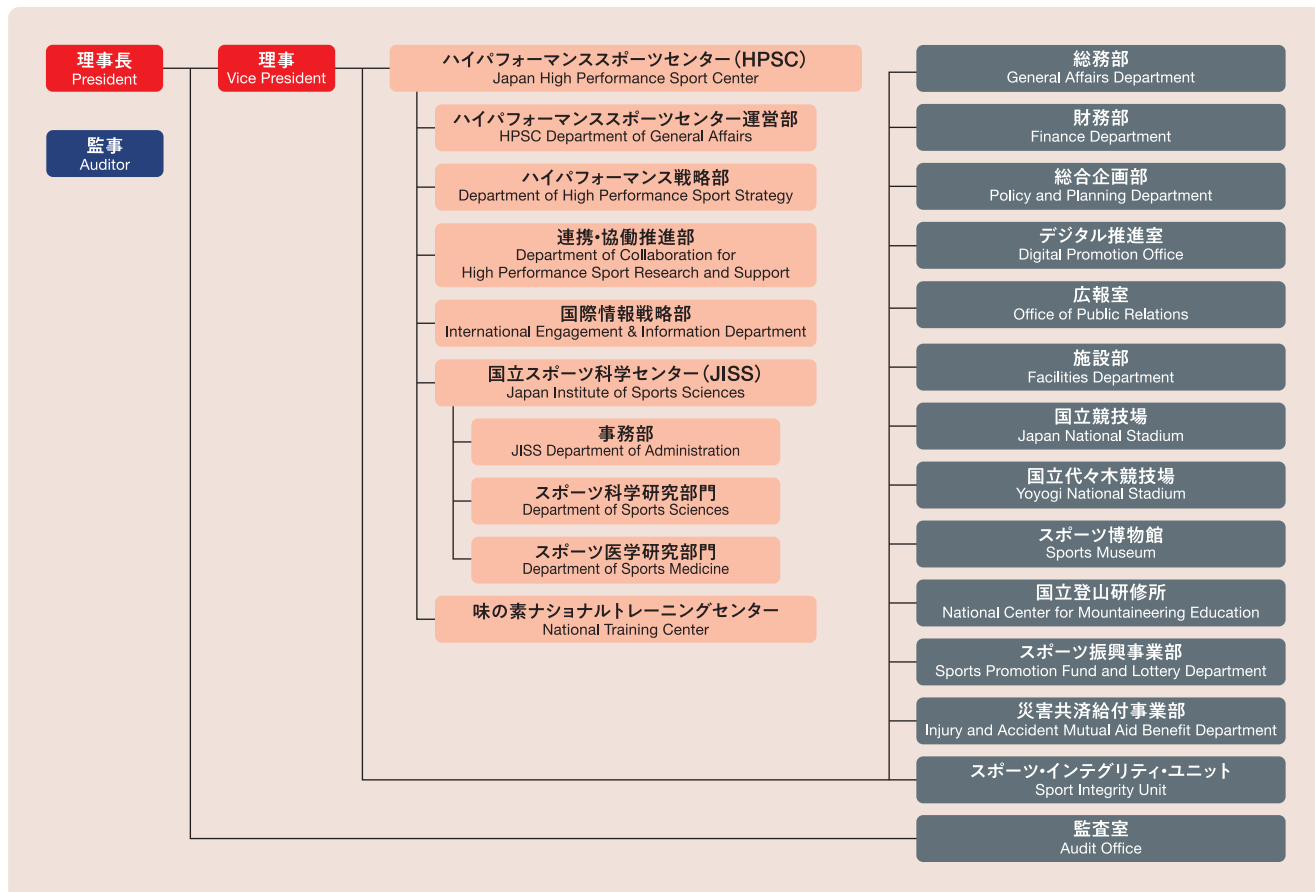 理事長
President
監事
Auditor
理事
Vice President
ハイパフォーマンススポーツセンター(HPSC)
Japan High Performance Sport Center
ハイパフォーマンススポーツセンター運営部
HPSC Department of General Affairs
ハイパフォーマンス戦略部
Department of High Performance Sport Strategy
連携・協働推進部
Department of Collaboration for
High Performance Sport Research and Support
国際情報戦略部
International Engagement & Information Department
国立スポーツ科学センター(JISS)
Japan Institute of Sports Sciences
事務部
JISS Department of Administration
スポーツ科学研究部門
Department of Sports Sciences
スポーツ医学研究部門
Department of Sports Medicine
味の素ナショナルトレーニングセンター
National Training Center
総務部
General Affairs Department
財務部
Finance Department
総合企画部
Policy and Planning Department
デジタル推進室
Digital Promotion Office
広報室
Office of Public Relations
施設部
Facilities Department
国立競技場
Japan National Stadium
国立代々木競技場
Yoyogi National Stadium
スポーツ博物館
Sports Museum
国立登山研修所
National Center for Mountaineering Education
スポーツ振興事業部
Sports Promotion Fund and Lottery Department
災害共済給付事業部
Injury and Accident Mutual Aid Benefit Department
スポーツ・インテグリティ・ユニット
Sport Integrity Unit
監査室
Audit Office